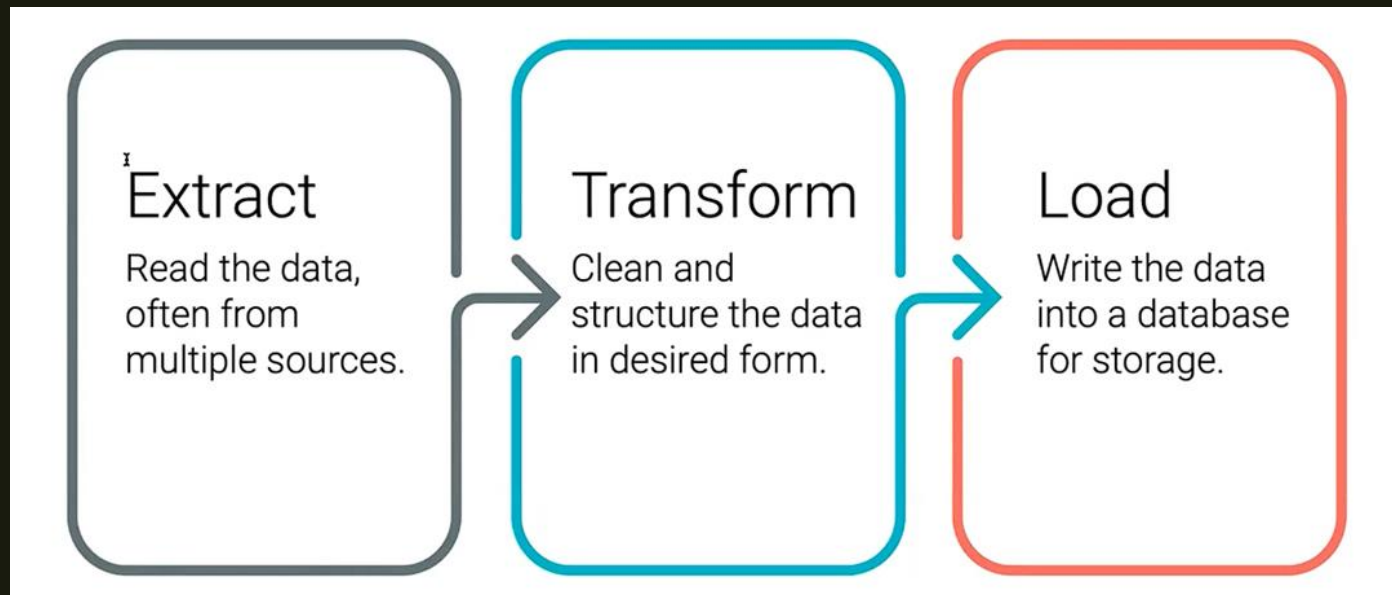 Extract
Read the data,
often from
multiple sources.
Transform
Clean and
structure the data
in desired form.
Load
Write the data
into a database
for storage.